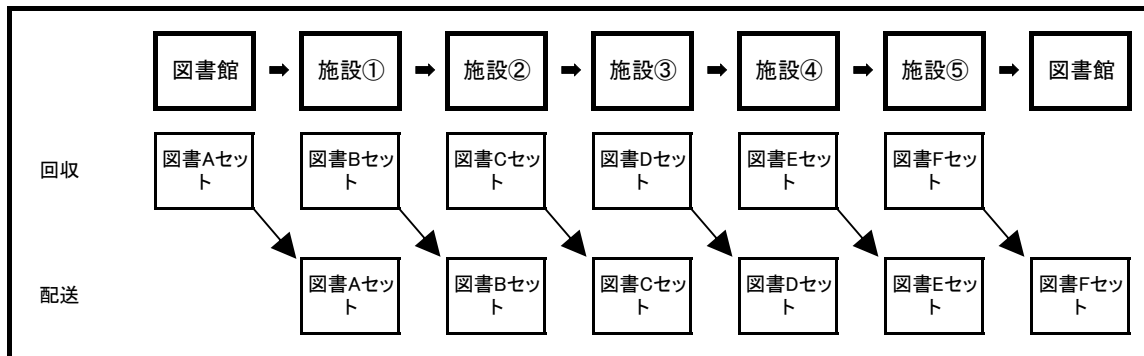 図書館 ➡ 施設① ➡ 施設② ➡ 施設③ ➡ 施設④ ➡ 施設⑤ ➡ 図書館
回収
図書Aセッ
ト
図書Bセッ
ト
図書Cセッ
ト
図書Dセッ
ト
図書Eセッ
ト
図書Fセッ
ト
配送
図書Aセッ
ト
図書Bセッ
ト
図書Cセッ
ト
図書Dセッ
ト
図書Eセッ
ト
図書Fセッ
ト